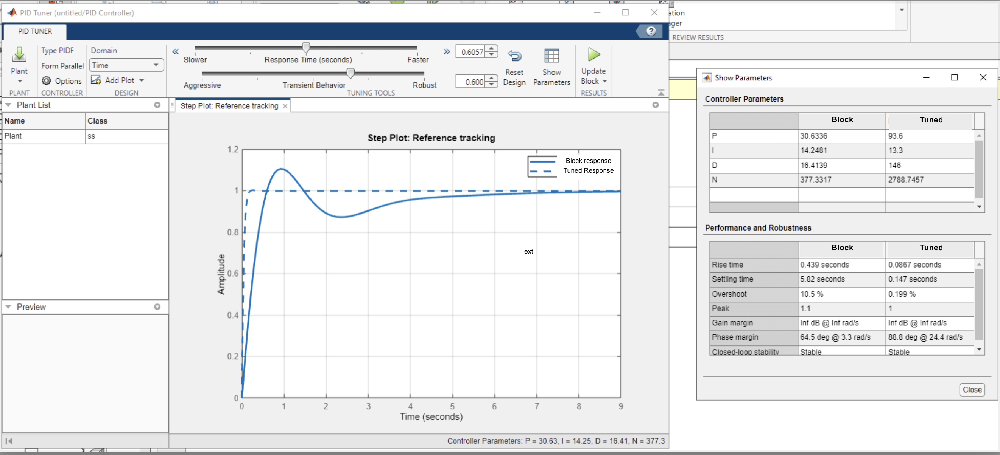 PID Tuner (untitled/PID Controller)
PID TUNER
?
Plant
PLANT
Type PIDF
Form Parallel
Options
CONTROLLER
Domain
Time
Add Plot
DESIGN
Slower
Response Time (seconds)
Faster
0.6057
Aggressive
Transient Behavior
Robust
0.600
TUNING TOOLS
Reset
Design
Show
Parameters
Update
Block
RESULTS
ation
ager
REVIEW RESULTS
Plant List
Name Class
Plant ss
Preview
Step Plot: Reference tracking
Step Plot: Reference tracking
Block response
Tuned Response
Text
Amplitude
1.2
1
0.8
0.6
0.4
0.2
0
0 1 2 3 4 5 6 7 8 9
Time (seconds)
Controller Parameters: P = 30.63, I = 14.25, D = 16.41, N = 377.3
Show Parameters
Controller Parameters
Block Tuned
P 30.6336 93.6
I 14.2481 13.3
D 16.4139 146
N 377.3317 2788.7457
Performance and Robustness
Block Tuned
Rise time 0.439 seconds 0.0867 seconds
Settling time 5.82 seconds 0.147 seconds
Overshoot 10.5 % 0.199 %
Peak 1.1 1
Gain margin Inf dB @ Inf rad/s Inf dB @ Inf rad/s
Phase margin 64.5 deg @ 3.3 rad/s 88.8 deg @ 24.4 rad/s
Closed-loop stability Stable Stable
Close